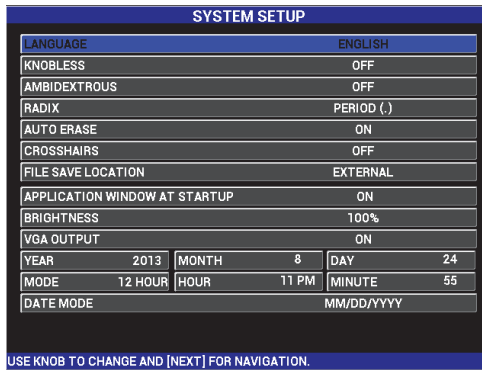 SYSTEM SETUP
LANGUAGE ENGLISH
KNOBLESS OFF
AMBIDEXTROUS OFF
RADIX PERIOD (.)
AUTO ERASE ON
CROSSHAIRS OFF
FILE SAVE LOCATION EXTERNAL
APPLICATION WINDOW AT STARTUP ON
BRIGHTNESS 100%
VGA OUTPUT ON
YEAR 2013 MONTH 8 DAY 24
MODE 12 HOUR HOUR 11 PM MINUTE 55
DATE MODE MM/DD/YYYY
USE KNOB TO CHANGE AND [NEXT] FOR NAVIGATION.